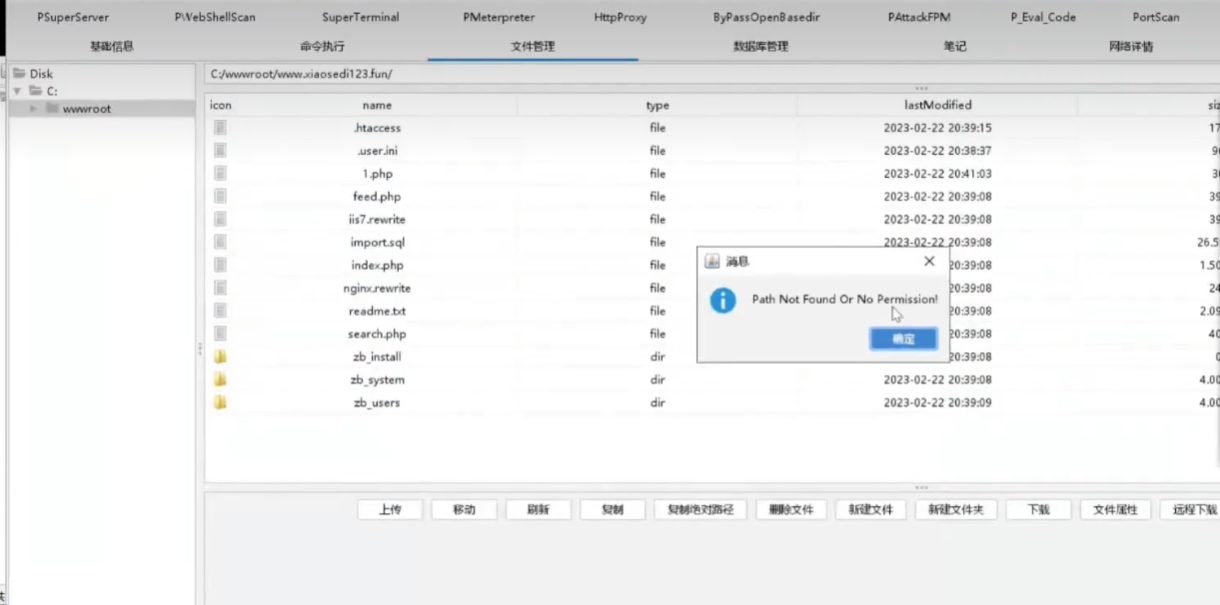 PSuperServer P\WebShellScan SuperTerminal PMeterpreter HttpProxy ByPassOpenBasedir PAttackFPM P_Eval_Code PortScan
基础信息 命令执行 文件管理 数据库管理 笔记 网络详情
Disk
C:
wwwroot
C:/wwwroot/www.xiaosedi123.fun/
icon name type lastModified siz
.htaccess file 2023-02-22 20:39:15 17
.user.ini file 2023-02-22 20:38:37 9
1.php file 2023-02-22 20:41:03 3
feed.php file 2023-02-22 20:39:08 39
iis7.rewrite file 2023-02-22 20:39:08 39
import.sql file 2023-02-22 20:39:08 26.5
index.php file 20:39:08 1.50
nginx.rewrite file 20:39:08 24
readme.txt file 20:39:08 2.09
search.php file 20:39:08 40
zb_install dir 20:39:08
zb_system dir 2023-02-22 20:39:08 4.00
zb_users dir 2023-02-22 20:39:09 4.00
消息
Path Not Found Or No Permission!
确定
上传 移动 刷新 复制 复制绝对路径 删除文件 新建文件 新建文件夹 下载 文件属性 远程下载